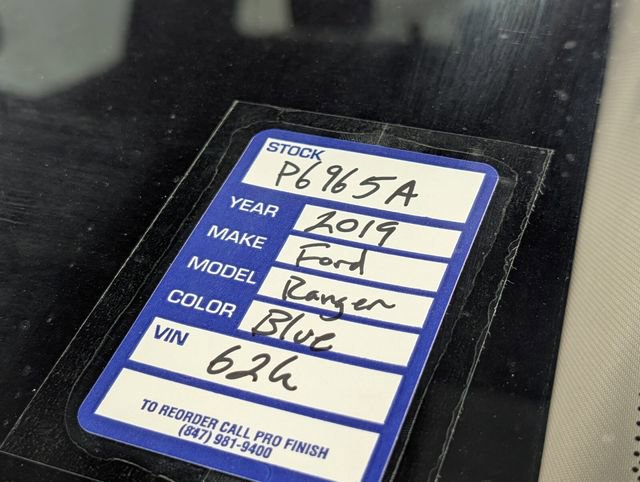 STOCK
P6965A
YEAR 2019
MAKE Ford
MODEL Ranger
COLOR Blue
VIN
62k
TO REORDER CALL PRO FINISH
(847) 981-9400